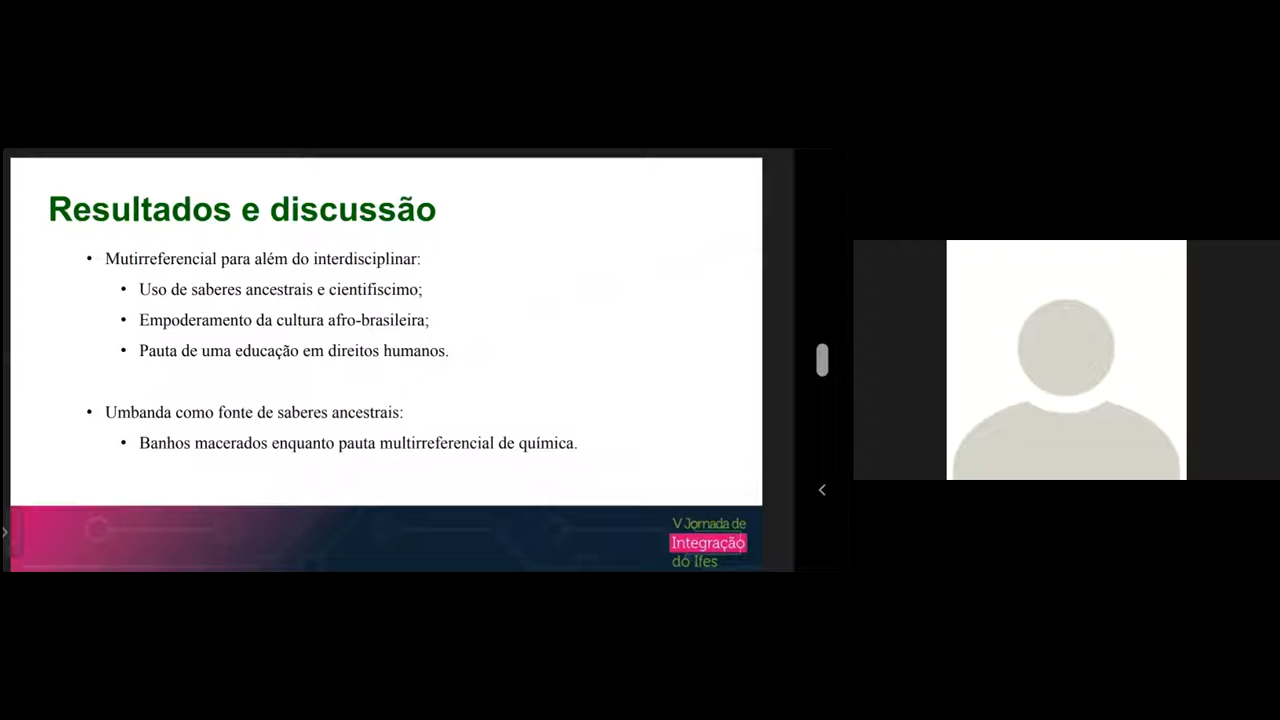 Resultados e discussão
• Mutirreferencial para além do interdisciplinar:
• Uso de saberes ancestrais e cientifiscimo;
• Empoderamento da cultura afro-brasileira;
• Pauta de uma educação em direitos humanos.
• Umbanda como fonte de saberes ancestrais:
• Banhos macerados enquanto pauta multirreferencial de química.
V Jornada de
Integração
do Ifes